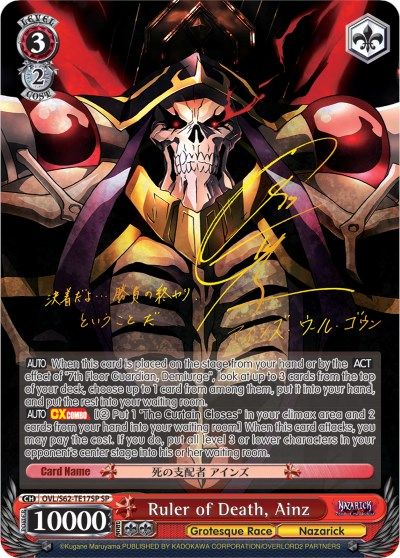 LEVEL
3
2
COST
決着だよ…勝負の終わり、
ということだ
アインズ・ウール・ゴウン
AUTO When this card is placed on the stage from your hand or by the ACT
effect of "7th Floor Guardian, Demiurge", look at up to 3 cards from the top
of your deck, choose up to 1 card from among them, put it into your hand,
and put the rest into your waiting room.
AUTO CXCOMBO [(2) Put 1 "The Curtain Closes" in your climax area and 2
cards from your hand into your waiting room] When this card attacks, you
may pay the cost. If you do, put all level 3 or lower characters in your
opponent's center stage into his or her waiting room.
Card Name 死の支配者 アインズ
CH OVL/S62-TE17SP SP
Ruler of Death, Ainz
NAZARICK
POWER 10000 SOUL
Grotesque Race Nazarick
©Kugane Maruyama,PUBLISHED BY KADOKAWA CORPORATION/OVERLORD2 PARTNERS